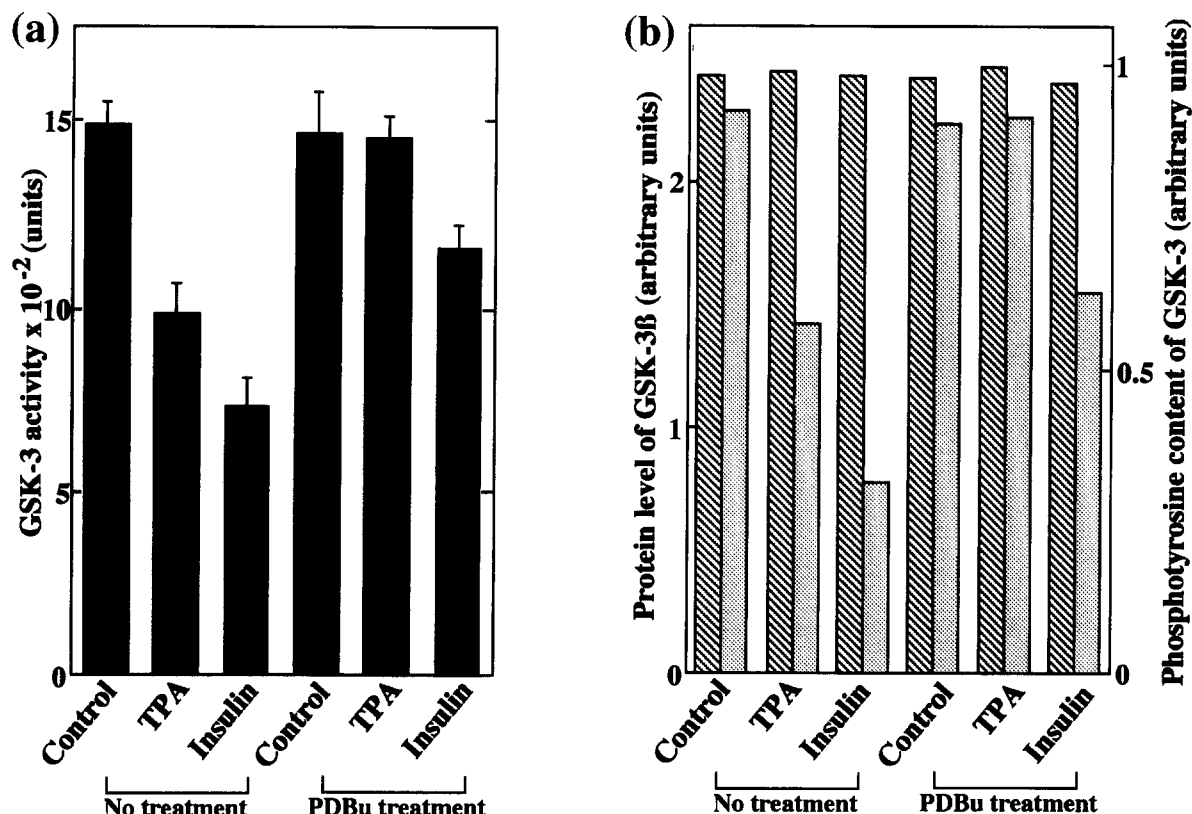 (a)
GSK-3 activity x 10⁻² (units)
15
10
5
0
Control
TPA
Insulin
Control
TPA
Insulin
No treatment
PDBu treatment
(b)
Protein level of GSK-3ß (arbitrary units)
2
1
0
Phosphotyrosine content of GSK-3 (arbitrary units)
1
0.5
0
Control
TPA
Insulin
Control
TPA
Insulin
No treatment
PDBu treatment